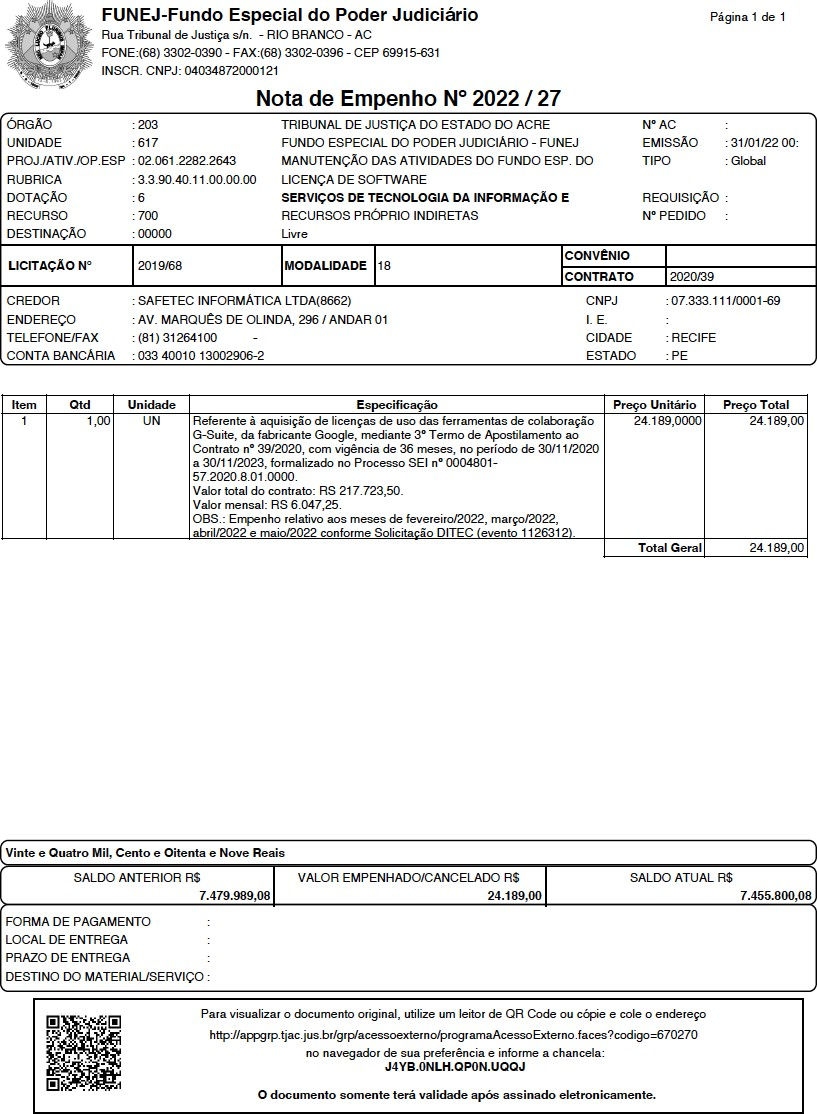 FUNEJ-Fundo Especial do Poder Judiciário
Página 1 de 1
Rua Tribunal de Justiça s/n. - RIO BRANCO - AC
FONE:(68) 3302-0390 - FAX:(68) 3302-0396 - CEP 69915-631
INSCR. CNPJ: 04034872000121
Nota de Empenho Nº 2022 / 27
ÓRGÃO : 203 TRIBUNAL DE JUSTIÇA DO ESTADO DO ACRE Nº AC :
UNIDADE : 617 FUNDO ESPECIAL DO PODER JUDICIÁRIO - FUNEJ EMISSÃO : 31/01/22 00:
PROJ./ATIV./OP.ESP : 02.061.2282.2643 MANUTENÇÃO DAS ATIVIDADES DO FUNDO ESP. DO TIPO : Global
RUBRICA : 3.3.90.40.11.00.00.00 LICENÇA DE SOFTWARE
DOTAÇÃO : 6 SERVIÇOS DE TECNOLOGIA DA INFORMAÇÃO E REQUISIÇÃO :
RECURSO : 700 RECURSOS PRÓPRIO INDIRETAS Nº PEDIDO :
DESTINAÇÃO : 00000 Livre
LICITAÇÃO Nº 2019/68 MODALIDADE 18 CONVÊNIO
CONTRATO 2020/39
CREDOR : SAFETEC INFORMÁTICA LTDA(8662) CNPJ : 07.333.111/0001-69
ENDEREÇO : AV. MARQUÊS DE OLINDA, 296 / ANDAR 01 I. E. :
TELEFONE/FAX : (81) 31264100 - CIDADE : RECIFE
CONTA BANCÁRIA : 033 40010 13002906-2 ESTADO : PE
Item Qtd Unidade Especificação Preço Unitário Preço Total
1 1,00 UN Referente à aquisição de licenças de uso das ferramentas de colaboração 24.189,0000 24.189,00
G-Suite, da fabricante Google, mediante 3º Termo de Apostilamento ao
Contrato nº 39/2020, com vigência de 36 meses, no período de 30/11/2020
a 30/11/2023, formalizado no Processo SEI nº 0004801-
57.2020.8.01.0000.
Valor total do contrato: RS 217.723,50.
Valor mensal: RS 6.047,25.
OBS.: Empenho relativo aos meses de fevereiro/2022, março/2022,
abril/2022 e maio/2022 conforme Solicitação DITEC (evento 1126312).
Total Geral 24.189,00
Vinte e Quatro Mil, Cento e Oitenta e Nove Reais
SALDO ANTERIOR R$ VALOR EMPENHADO/CANCELADO R$ SALDO ATUAL R$
7.479.989,08 24.189,00 7.455.800,08
FORMA DE PAGAMENTO :
LOCAL DE ENTREGA :
PRAZO DE ENTREGA :
DESTINO DO MATERIAL/SERVIÇO :
Para visualizar o documento original, utilize um leitor de QR Code ou cópie e cole o endereço
http://appgrp.tjac.jus.br/grp/acessoexterno/programaAcessoExterno.faces?codigo=670270
no navegador de sua preferência e informe a chancela:
J4YB.0NLH.QP0N.UQQJ
O documento somente terá validade após assinado eletronicamente.